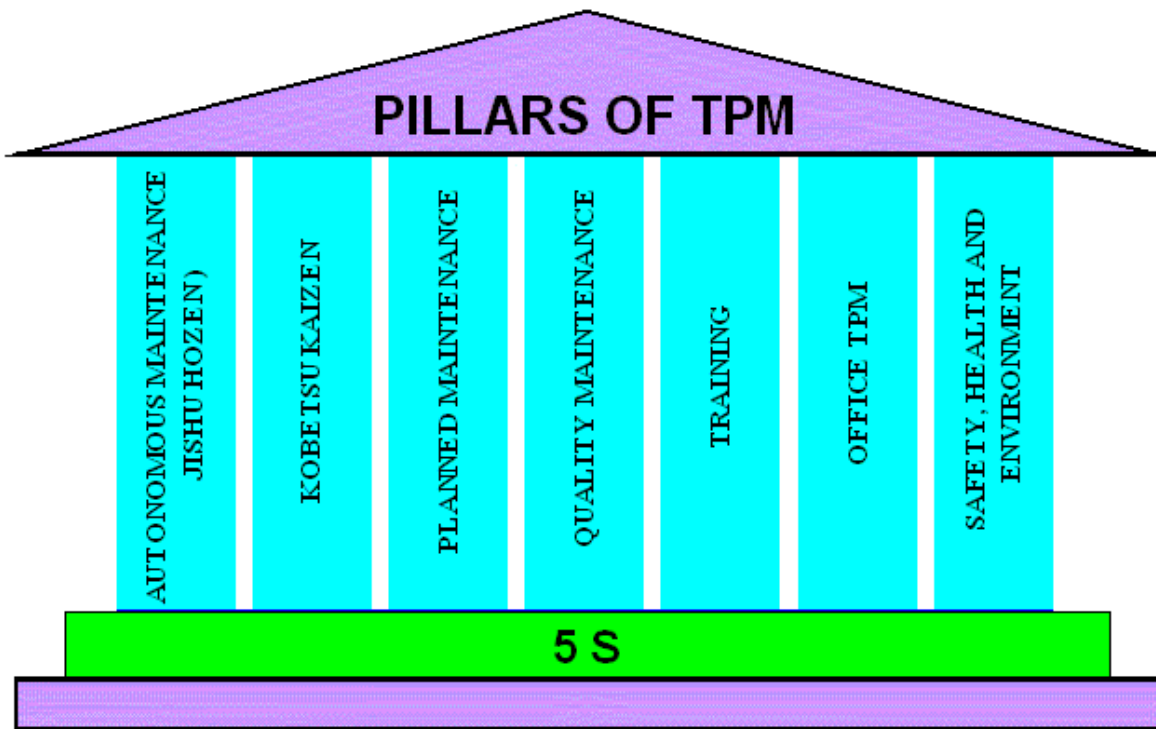 PILLARS OF TPM
AUTONOMOUS MAINTENANCE
JISHU HOZEN )
KOBETSU KAIZEN
PLANNED MAINTENANCE
QUALITY MAINTENANCE
TRAINING
OFFICE TPM
SAFETY, HEALTH AND
ENVIRONMENT
5 S